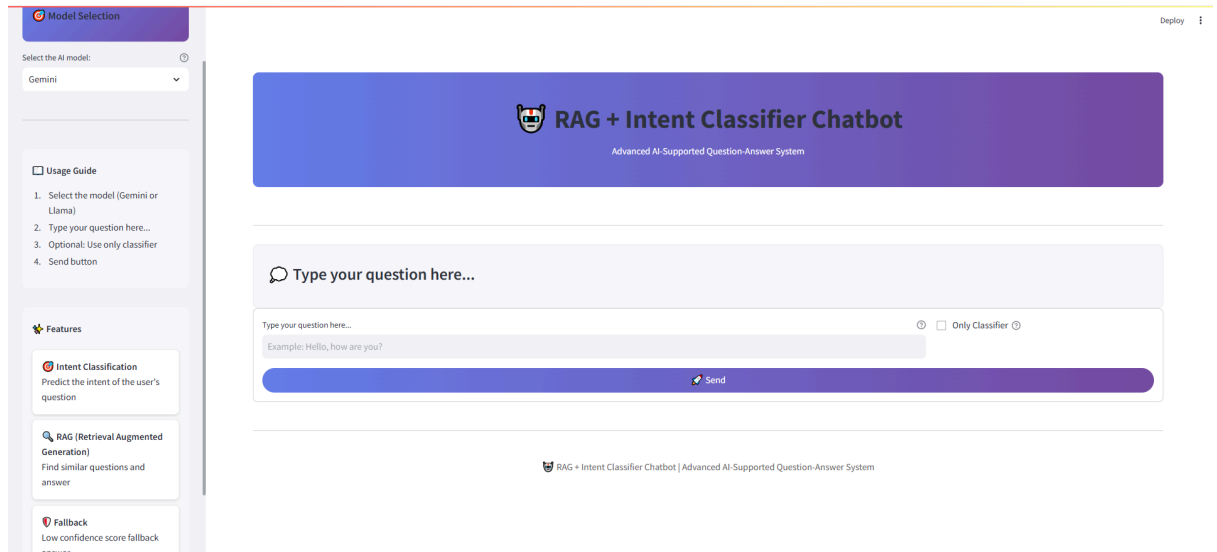 Model Selection
Select the AI model:
Gemini
Usage Guide
1. Select the model (Gemini or
Llama)
2. Type your question here...
3. Optional: Use only classifier
4. Send button
Features
Intent Classification
Predict the intent of the user's
question
RAG (Retrieval Augmented
Generation)
Find similar questions and
answer
Fallback
Low confidence score fallback
Deploy
RAG + Intent Classifier Chatbot
Advanced AI-Supported Question-Answer System
Type your question here...
Type your question here...
Only Classifier
Example: Hello, how are you?
Send
RAG + Intent Classifier Chatbot | Advanced AI-Supported Question-Answer System